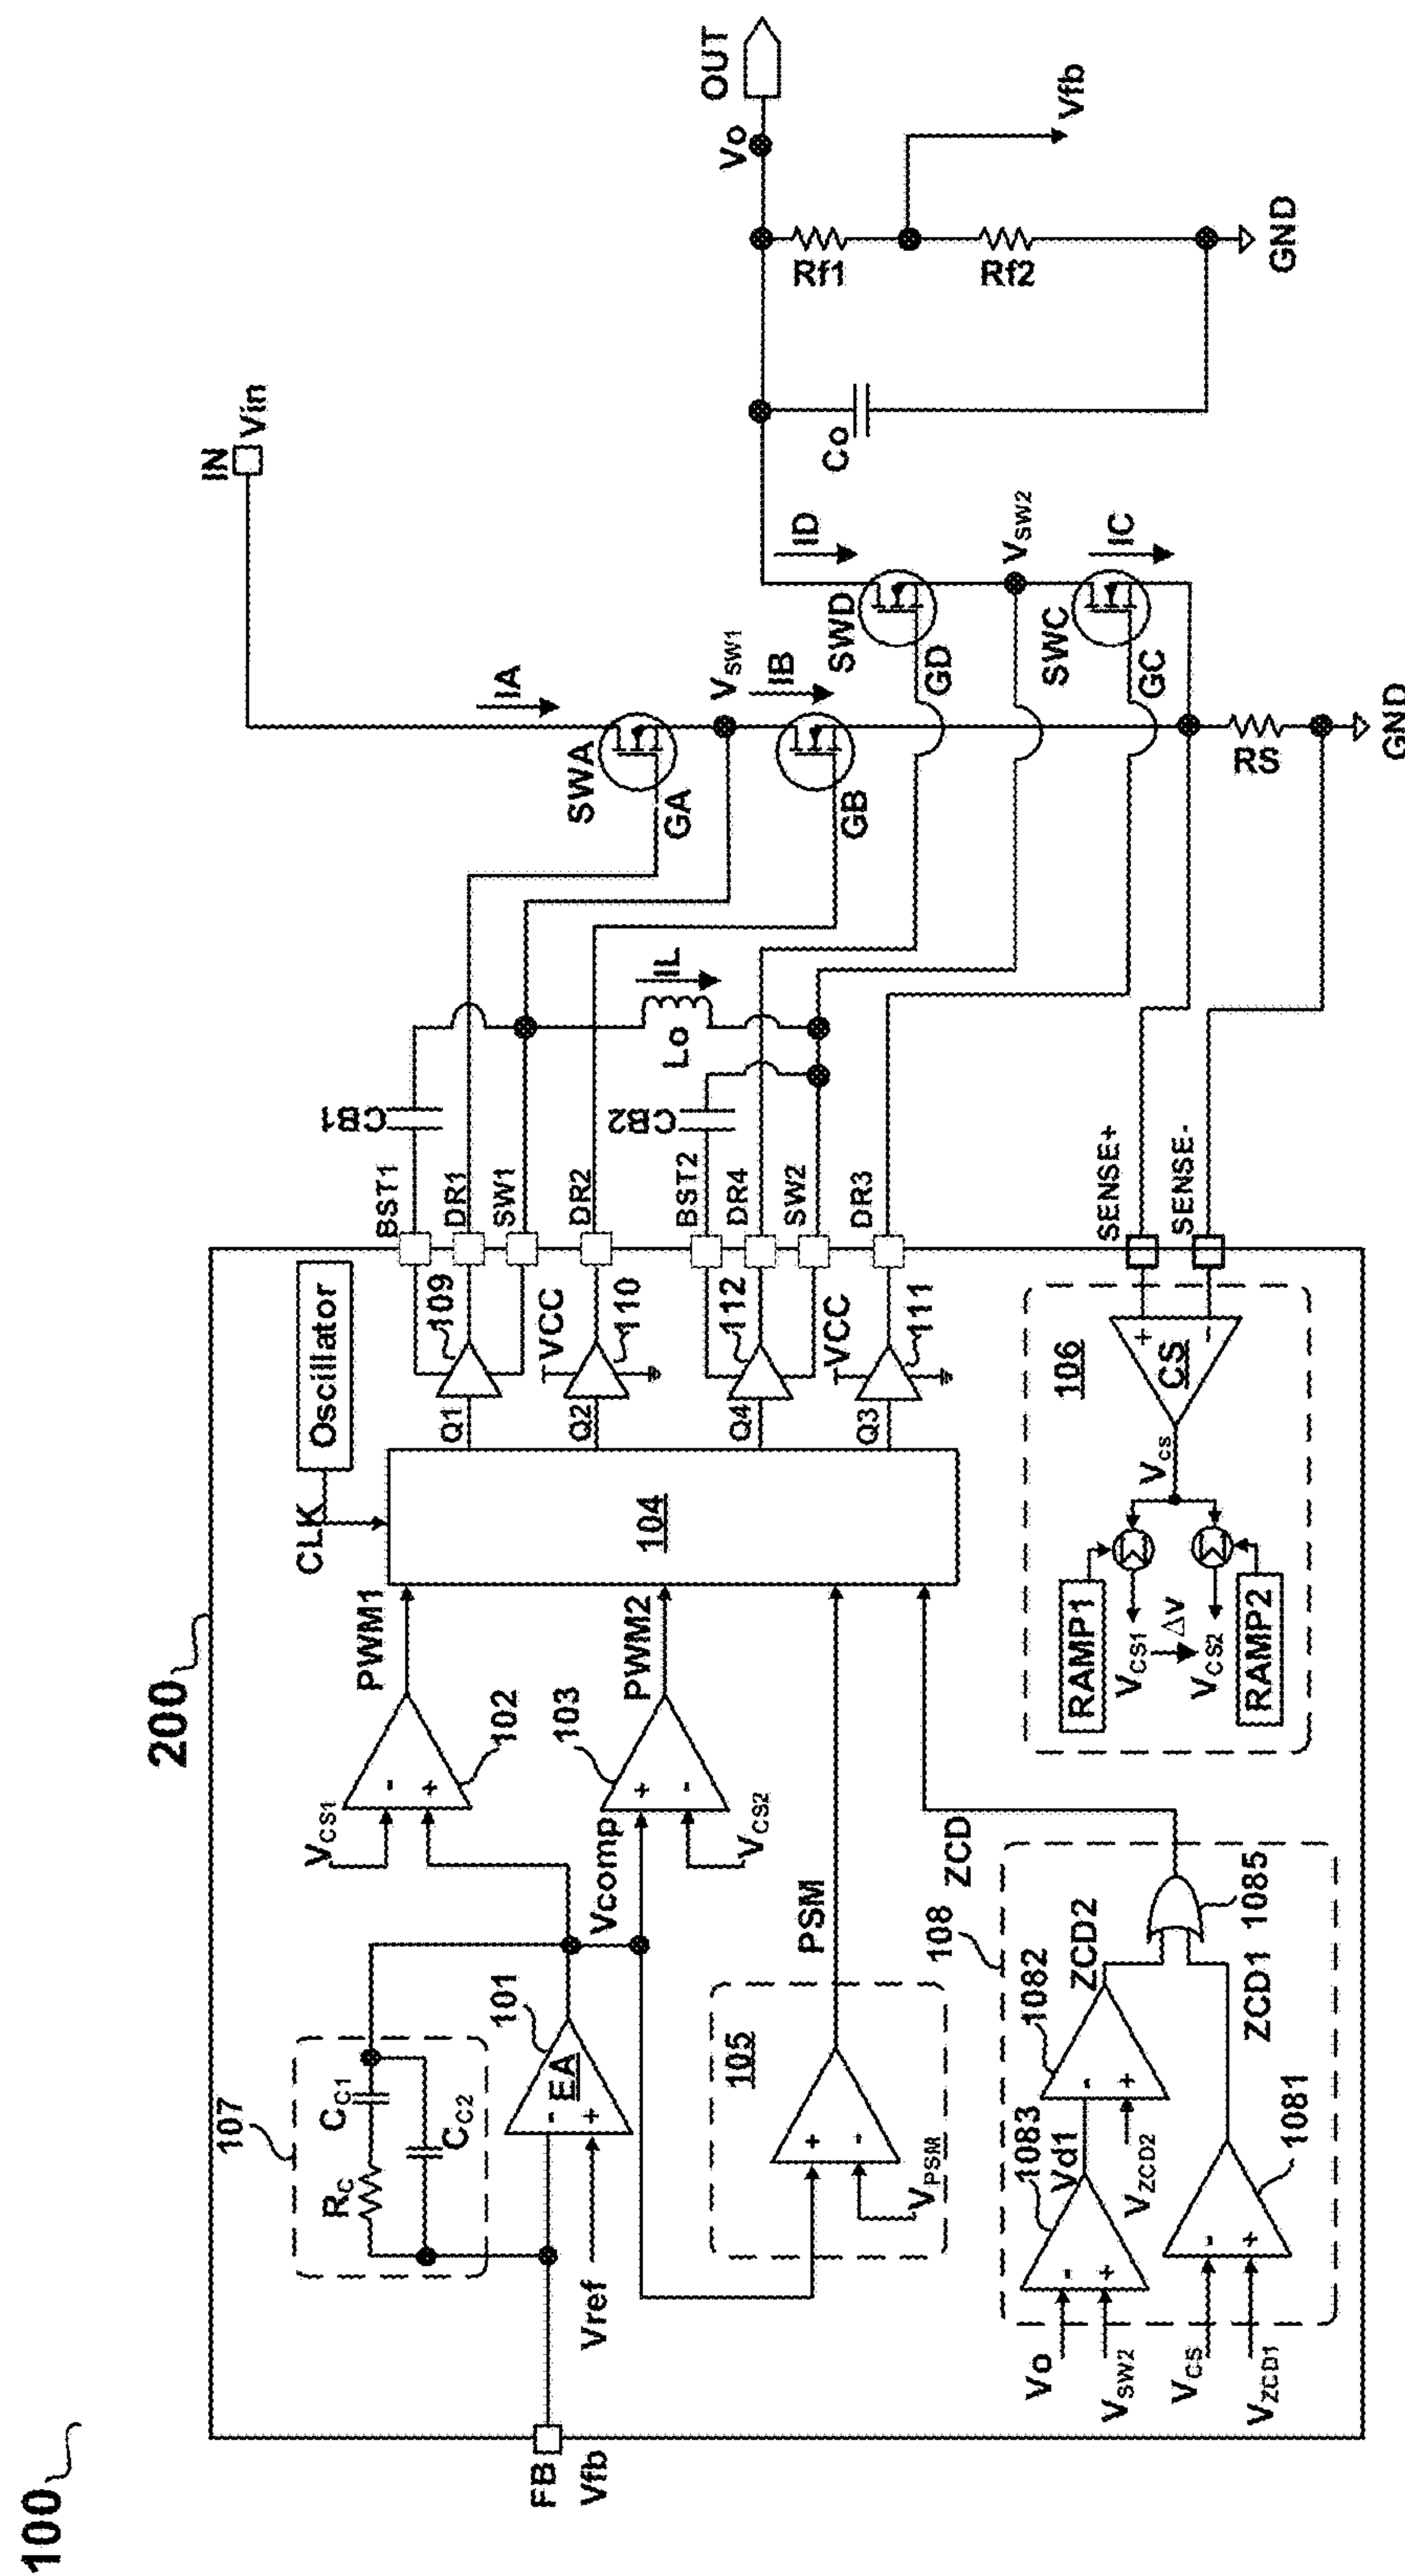 100
200
FB
Vfb
107
RC
CC1
CC2
Vref
EA
101
VCS1
102
PWM1
Vcomp
103
PWM2
VCS2
CLK
Oscillator
104
105
VPSM
PSM
108
Vo
VSW2
1083
Vd1
VZCD2
1082
ZCD2
VCS
VZCD1
1081
ZCD1
1085
ZCD
106
RAMP1
VCS1
ΔV
VCS2
RAMP2
Vcs
CS
SENSE+
SENSE-
Q1
109
BST1
DR1
SW1
Q2
VCC
110
DR2
Q4
112
BST2
DR4
SW2
Q3
VCC
111
DR3
CB1
CB2
Lo
IL
IN
Vin
IA
SWA
GA
VSW1
IB
GB
ID
SWD
GD
VSW2
IC
SWC
GC
RS
GND
Co
Rf1
Rf2
GND
Vfb
Vo
OUT